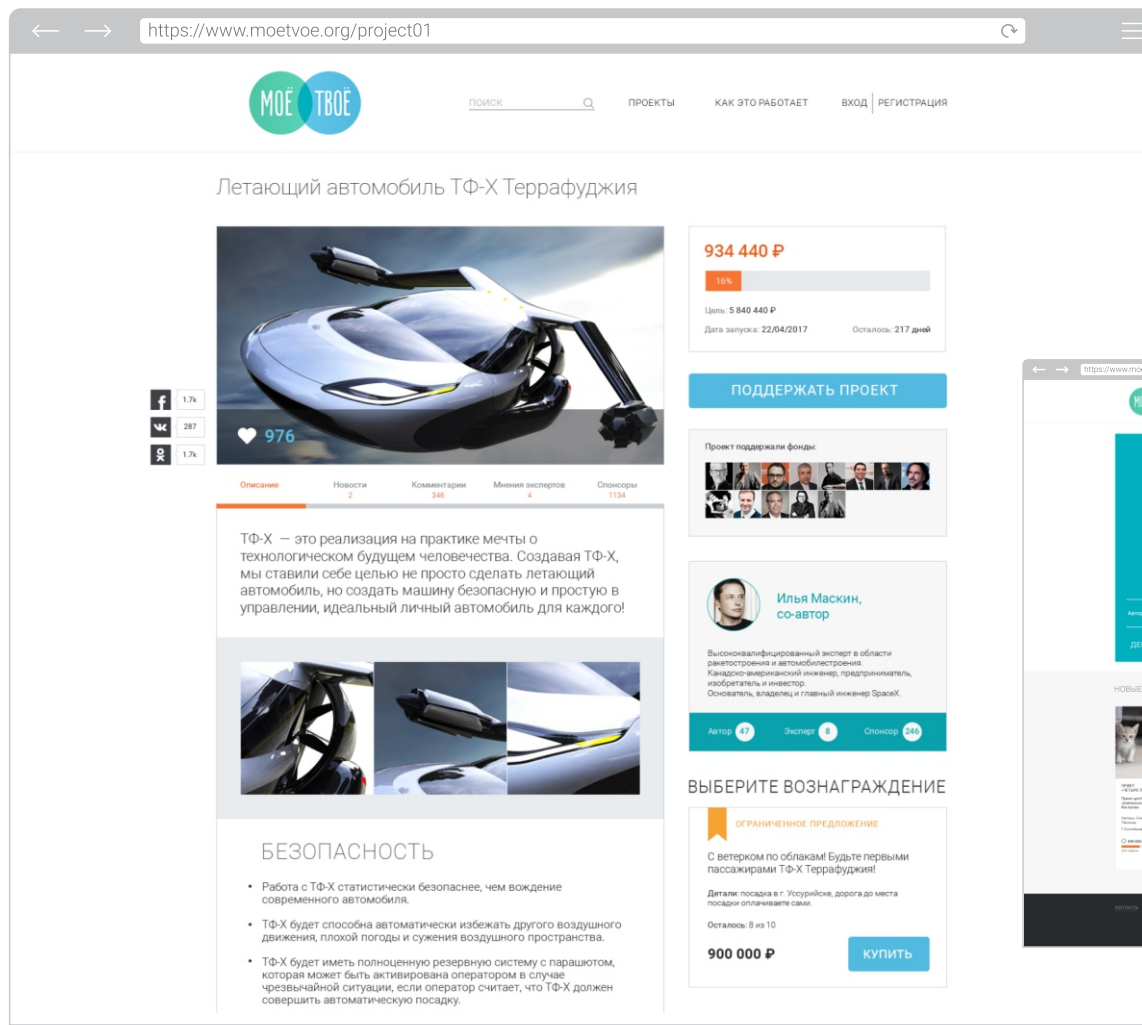 https://www.moetvoe.org/project01
МОЁ ТВОЁ
ПОИСК
ПРОЕКТЫ
КАК ЭТО РАБОТАЕТ
ВХОД
РЕГИСТРАЦИЯ
Летающий автомобиль ТФ-Х Террафуджия
1.7k
287
1.7k
976
Описание
Новости
2
Комментарии
346
Мнения экспертов
4
Спонсоры
1134
ТФ-Х — это реализация на практике мечты о
технологическом будущем человечества. Создавая ТФ-Х,
мы ставили себе целью не просто сделать летающий
автомобиль, но создать машину безопасную и простую в
управлении, идеальный личный автомобиль для каждого!
БЕЗОПАСНОСТЬ
• Работа с ТФ-Х статистически безопаснее, чем вождение
современного автомобиля.
• ТФ-Х будет способна автоматически избежать другого воздушного
движения, плохой погоды и сужения воздушного пространства.
• ТФ-Х будет иметь полноценную резервную систему с парашютом,
которая может быть активирована оператором в случае
чрезвычайной ситуации, если оператор считает, что ТФ-Х должен
совершить автоматическую посадку.
934 440 ₽
16%
Цель: 5 840 440 ₽
Дата запуска: 22/04/2017
Осталось: 217 дней
ПОДДЕРЖАТЬ ПРОЕКТ
Проект поддержали фонды:
Илья Маскин,
со-автор
Высококвалифицированный эксперт в области
ракетостроения и автомобилестроения.
Канадско-американский инженер, предприниматель,
изобретатель и инвестор.
Основатель, владелец и главный инженер SpaceX.
Автор 47
Эксперт 8
Спонсор 246
ВЫБЕРИТЕ ВОЗНАГРАЖДЕНИЕ
ОГРАНИЧЕННОЕ ПРЕДЛОЖЕНИЕ
С ветерком по облакам! Будьте первыми
пассажирами ТФ-Х Террафуджия!
Детали: посадка в г. Уссурийске, дорога до места
посадки оплачиваете сами.
Осталось: 8 из 10
900 000 ₽
КУПИТЬ
https://www.moe
НОВЫЕ